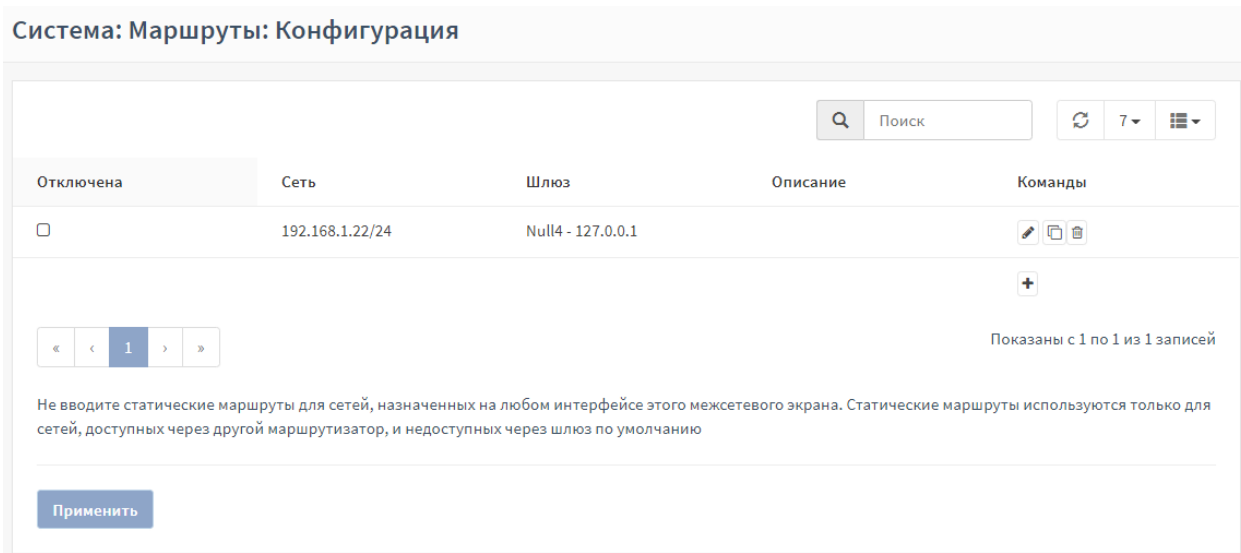 Система: Маршруты: Конфигурация
Поиск
7
Отключена Сеть Шлюз Описание Команды
192.168.1.22/24 Null4 - 127.0.0.1
« ‹ 1 › »
Показаны с 1 по 1 из 1 записей
Не вводите статические маршруты для сетей, назначенных на любом интерфейсе этого межсетевого экрана. Статические маршруты используются только для
сетей, доступных через другой маршрутизатор, и недоступных через шлюз по умолчанию
Применить